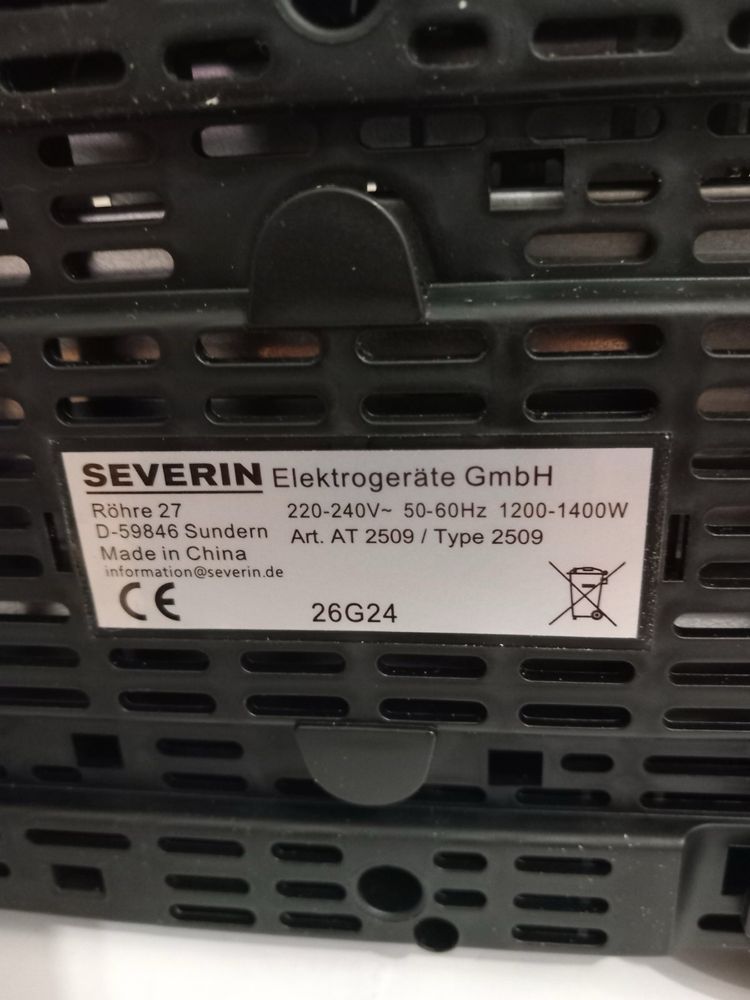 SEVERIN Elektrogeräte GmbH
Röhre 27
220-240V~ 50-60Hz 1200-1400W
D-59846 Sundern
Art. AT 2509 / Type 2509
Made in China
information@severin.de
CE
26G24